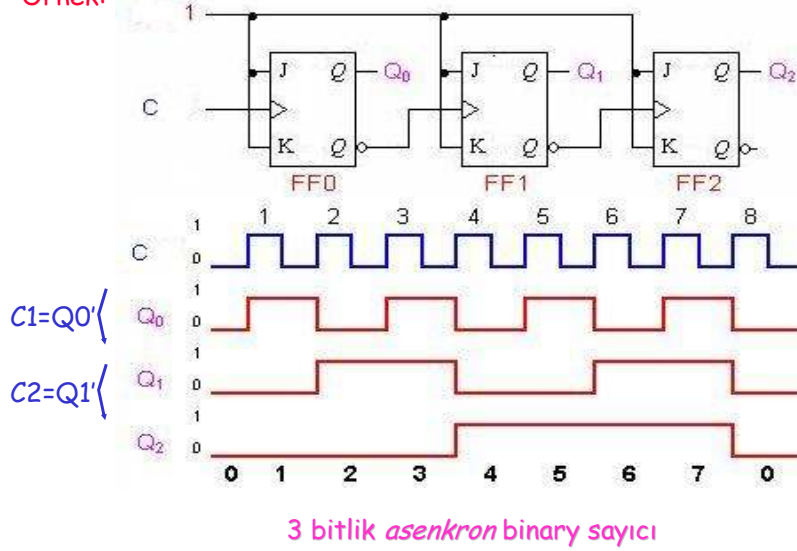 Örnek:
1
J Q Q₀ J Q Q₁ J Q Q₂
C
K Q K Q K Q
FF0 FF1 FF2
1 2 3 4 5 6 7 8
1
C 0
1
C1=Q0' Q₀ 0
1
C2=Q1' Q₁ 0
1
Q₂ 0
0 1 2 3 4 5 6 7 0
3 bitlik asenkron binary sayıcı